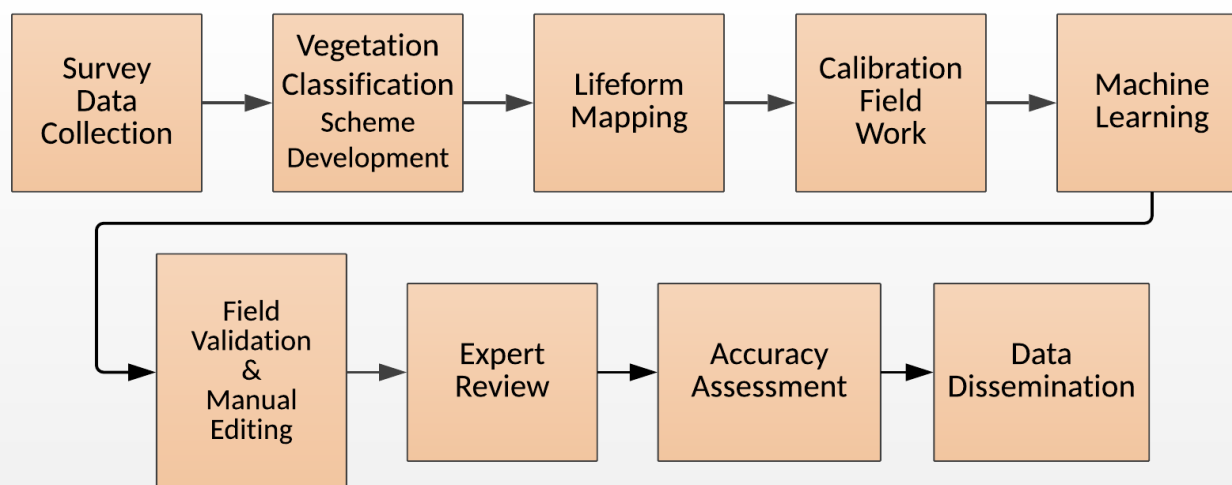 Survey
Data
Collection
Vegetation
Classification
Scheme
Development
Lifeform
Mapping
Calibration
Field
Work
Machine
Learning
Field
Validation
&
Manual
Editing
Expert
Review
Accuracy
Assessment
Data
Dissemination